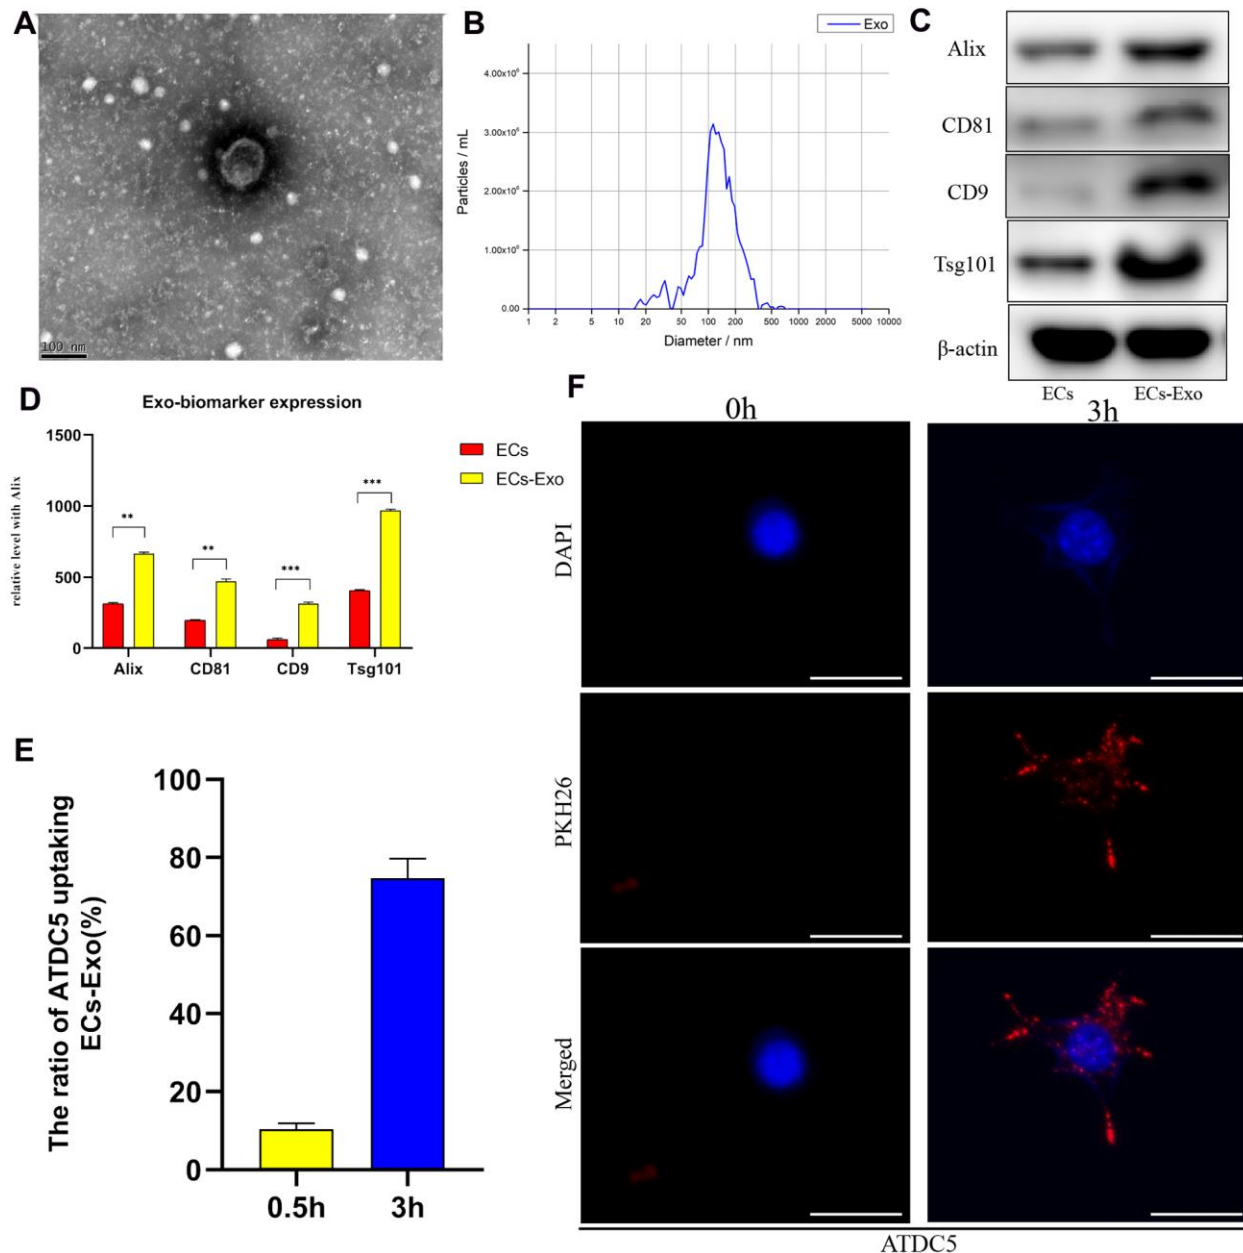 A
100 nm
B
Exo
Particles / mL
4.00x10⁶
3.00x10⁶
2.00x10⁶
1.00x10⁶
0.00
1 2 5 10 20 50 100 200 500 1000 2000 5000 10000
Diameter / nm
C
Alix
CD81
CD9
Tsg101
β-actin
ECs ECs-Exo
D
Exo-biomarker expression
relative level with Alix
1500
1000
500
0
** ** *** ***
Alix CD81 CD9 Tsg101
ECs
ECs-Exo
E
The ratio of ATDC5 uptaking
ECs-Exo(%)
100
80
60
40
20
0
0.5h 3h
F
0h 3h
DAPI
PKH26
Merged
ATDC5